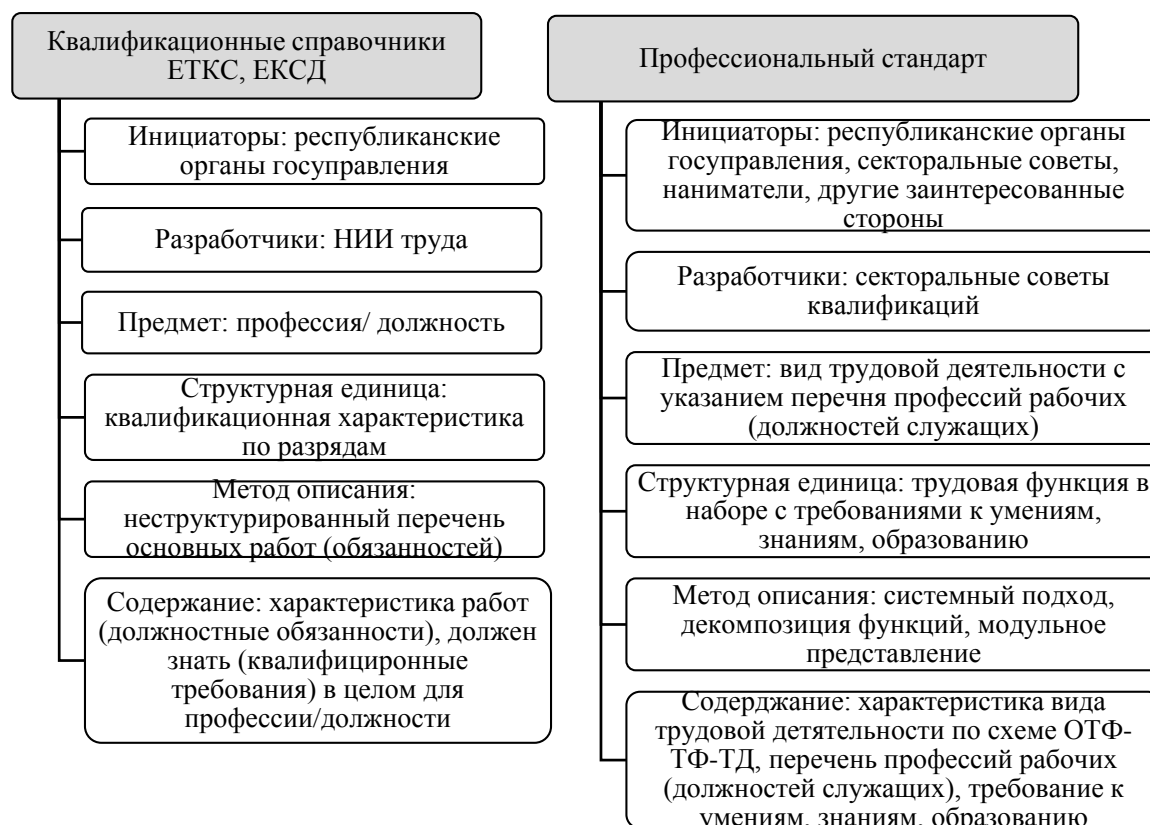 Квалификационные справочники
ЕТКС, ЕКСД
Инициаторы: республиканские
органы госуправления
Разработчики: НИИ труда
Предмет: профессия/ должность
Структурная единица:
квалификационная характеристика
по разрядам
Метод описания:
неструктурированный перечень
основных работ (обязанностей)
Содержание: характеристика работ
(должностные обязанности), должен
знать (квалифициронные
требования) в целом для
профессии/должности
Профессиональный стандарт
Инициаторы: республиканские органы
госуправления, секторальные советы,
наниматели, другие заинтересованные
стороны
Разработчики: секторальные советы
квалификаций
Предмет: вид трудовой деятельности с
указанием перечня профессий рабочих
(должностей служащих)
Структурная единица: трудовая функция в
наборе с требованиями к умениям,
знаниям, образованию
Метод описания: системный подход,
декомпозиция функций, модульное
представление
Содерджание: характеристика вида
трудовой детятельности по схеме ОТФ-
ТФ-ТД, перечень профессий рабочих
(должностей служащих), требование к
умениям, знаниям, образованию